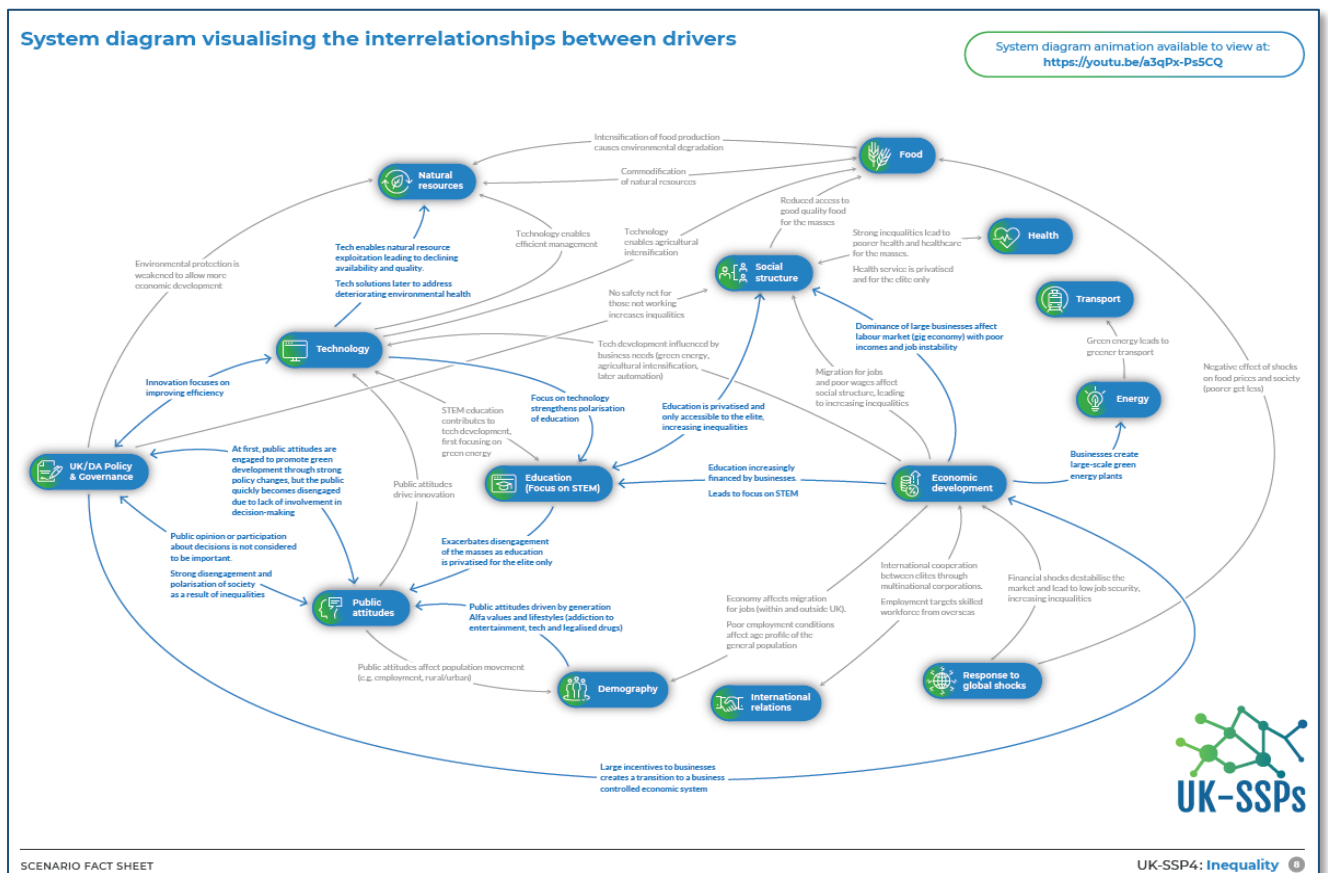 System diagram visualising the interrelationships between drivers
System diagram animation available to view at:
https://youtu.be/a3qPx-Ps5CQ
Intensification of food production
causes environmental degradation
Food
Natural
resources
Commodification
of natural resources
Reduced access to
good quality food
for the masses
Technology enables
efficient management
Technology
enables agricultural
intensification
Strong inequalities lead to
poorer health and healthcare
for the masses.
Health service is privatised
and for the elite only
Health
Tech enables natural resource
exploitation leading to declining
availability and quality.
Tech solutions later to address
deteriorating environmental health
Environmental protection is
weakened to allow more
economic development
Social
structure
No safety net for
those not working
increases inqualities
Transport
Technology
Tech development influenced by
business needs (green energy,
agricultural intensification,
later automation)
Dominance of large businesses affect
labour market (gig economy) with poor
incomes and job instability
Green energy leads to
greener transport
Migration for jobs
and poor wages affect
social structure, leading
to increasing inequalities
Negative effect of shocks
on food prices and society
(poorer get less)
Innovation focuses on
improving efficiency
Focus on technology
strengthens polarisation
of education
Education is privatised and
only accessible to the elite,
increasing inequalities
Energy
STEM education
contributes to
tech development,
first focusing on
green energy
At first, public attitudes are
engaged to promote green
development through strong
policy changes, but the public
quickly becomes disengaged
due to lack of involvement in
decision-making
UK/DA Policy
& Governance
Public attitudes
drive innovation
Education
(Focus on STEM)
Education increasingly
financed by businesses.
Leads to focus on STEM
Economic
development
Businesses create
large-scale green
energy plants
Public opinion or participation
about decisions is not considered
to be important.
Strong disengagement and
polarisation of society
as a result of inequalities
Exacerbates disengagement
of the masses as education
is privatised for the elite only
Public
attitudes
Public attitudes driven by generation
Alfa values and lifestyles (addiction to
entertainment, tech and legalised drugs)
Economy affects migration
for jobs (within and outside UK).
Poor employment conditions
affect age profile of the
general population
International cooperation
between elites through
multinational corporations.
Employment targets skilled
workforce from overseas
Financial shocks destabilise the
market and lead to low job security,
increasing inequalities
Public attitudes affect population movement
(e.g. employment, rural/urban)
Demography
International
relations
Response to
global shocks
Large incentives to businesses
creates a transition to a business
controlled economic system
UK-SSPs
SCENARIO FACT SHEET
UK-SSP4: Inequality 8